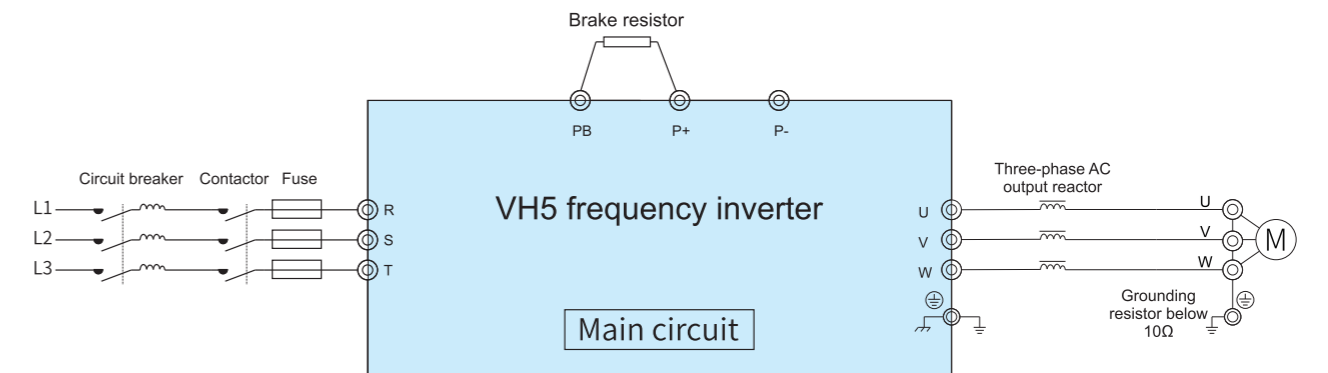 Brake resistor
PB P+ P-
Circuit breaker Contactor Fuse
L1
L2
L3
R
S
T
VH5 frequency inverter
Main circuit
Three-phase AC
output reactor
U
V
W
U
V
W
M
Grounding
resistor below
10Ω